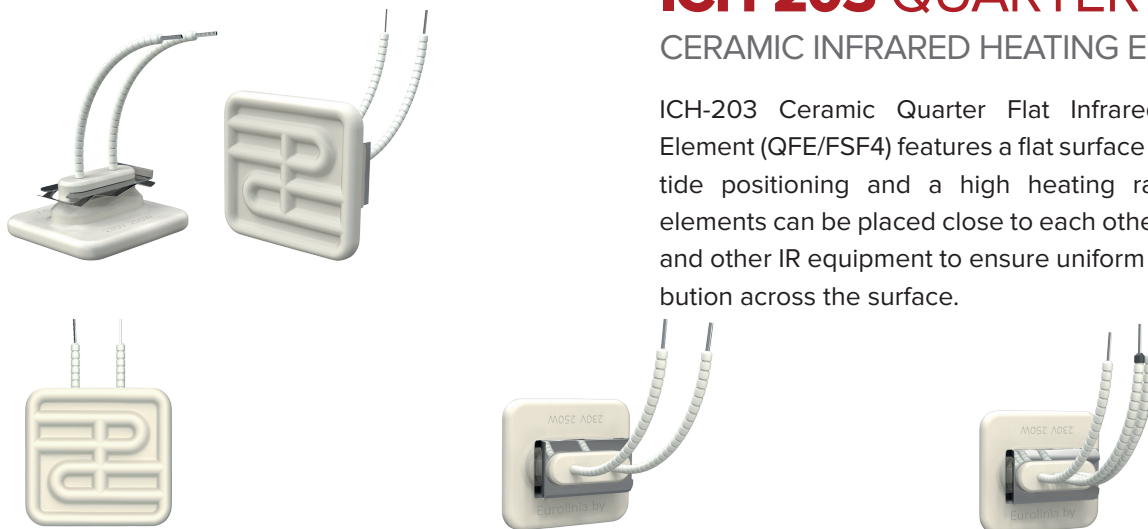 ICH-203 QUARTER
CERAMIC INFRARED HEATING E
ICH-203 Ceramic Quarter Flat Infrared
Element (QFE/FSF4) features a flat surface
tide positioning and a high heating ra
elements can be placed close to each othe
and other IR equipment to ensure uniform
bution across the surface.
230V 250W
Eurolinia.by
230V 250W
Eurolinia.by